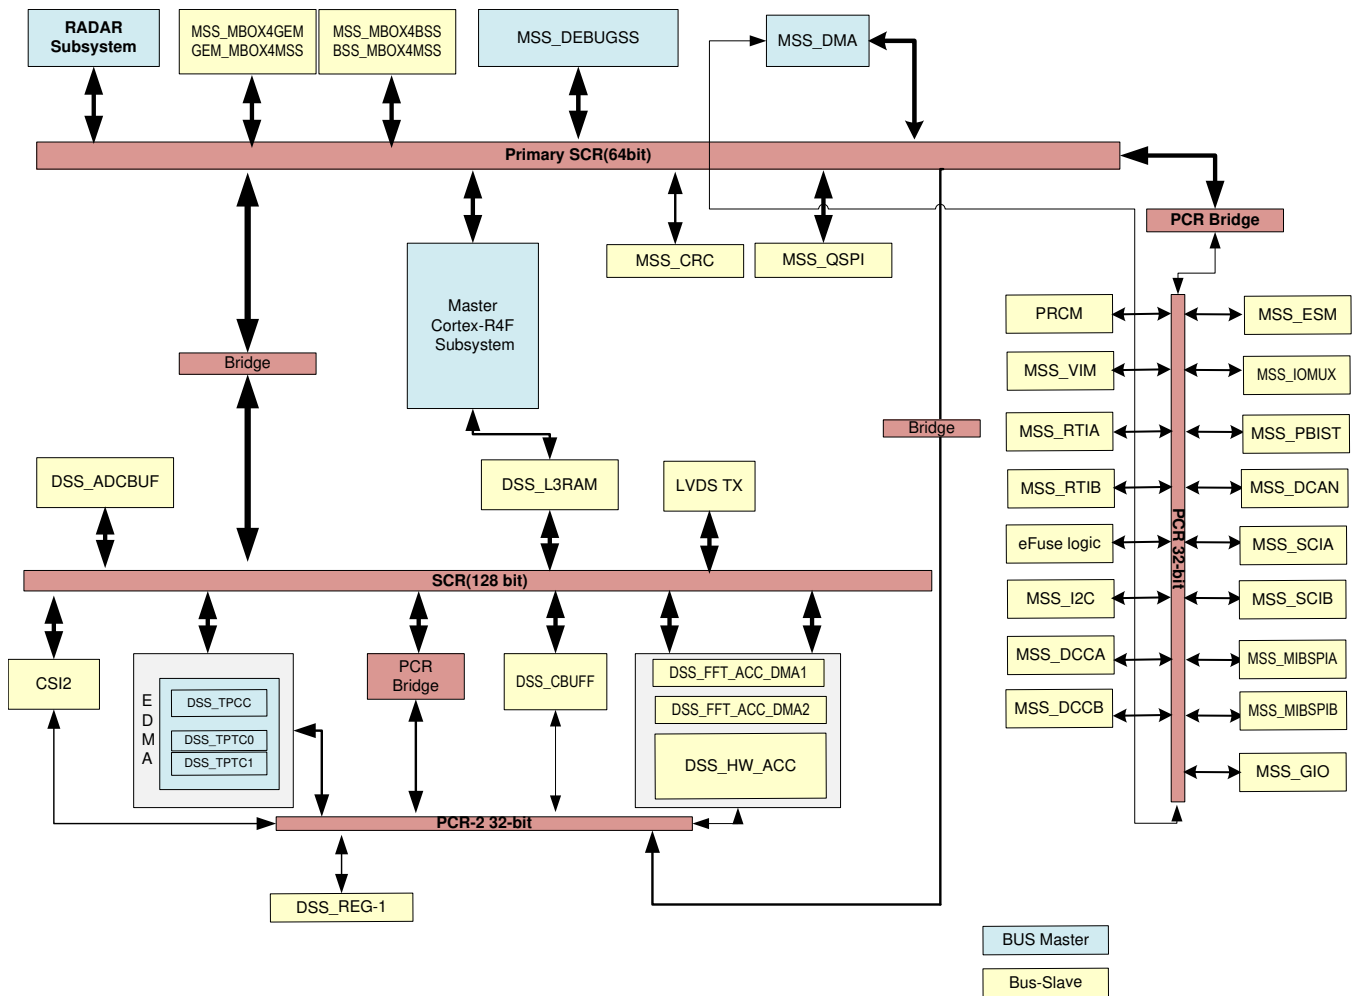 RADAR
Subsystem
MSS_MBOX4GEM
GEM_MBOX4MSS
MSS_MBOX4BSS
BSS_MBOX4MSS
MSS_DEBUGSS
MSS_DMA
Primary SCR(64bit)
PCR Bridge
MSS_CRC
MSS_QSPI
Master
Cortex-R4F
Subsystem
Bridge
Bridge
PRCM
MSS_ESM
MSS_VIM
MSS_IOMUX
MSS_RTIA
MSS_PBIST
MSS_RTIB
MSS_DCAN
eFuse logic
MSS_SCIA
MSS_I2C
MSS_SCIB
MSS_DCCA
MSS_MIBSPIA
MSS_DCCB
MSS_MIBSPIB
MSS_GIO
PCR 32-bit
DSS_ADCBUF
DSS_L3RAM
LVDS TX
SCR(128 bit)
CSI2
E
D
M
A
DSS_TPCC
DSS_TPTC0
DSS_TPTC1
PCR
Bridge
DSS_CBUFF
DSS_FFT_ACC_DMA1
DSS_FFT_ACC_DMA2
DSS_HW_ACC
PCR-2 32-bit
DSS_REG-1
BUS Master
Bus-Slave